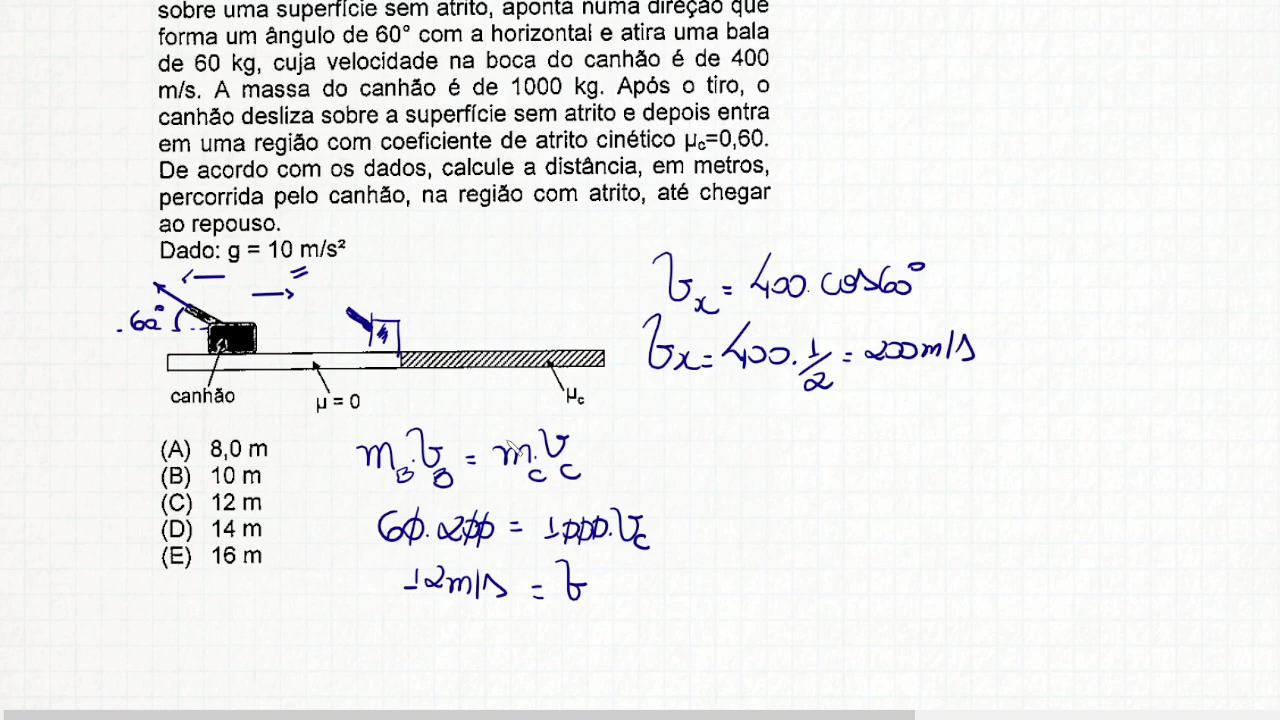 sobre uma superfície sem atrito, aponta numa direção que
forma um ângulo de 60° com a horizontal e atira uma bala
de 60 kg, cuja velocidade na boca do canhão é de 400
m/s. A massa do canhão é de 1000 kg. Após o tiro, o
canhão desliza sobre a superfície sem atrito e depois entra
em uma região com coeficiente de atrito cinético μc=0,60.
De acordo com os dados, calcule a distância, em metros,
percorrida pelo canhão, na região com atrito, até chegar
ao repouso.
Dado: g = 10 m/s²
60°
canhão
μ = 0
μc
(A) 8,0 m
(B) 10 m
(C) 12 m
(D) 14 m
(E) 16 m
mB.vB = mC.vC
60.200 = 1000.vC
12m/s = v
vx = 400.cos60°
vx = 400.1/2 = 200m/s